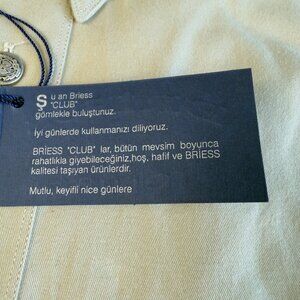 Şu an Briess
"CLUB"
gömlekle buluştunuz.
İyi günlerde kullanmanızı diliyoruz.
BRİESS "CLUB" lar, bütün mevsim boyunca
rahatlıkla giyebileceğiniz,hoş, hafif ve BRİESS
kalitesi taşıyan ürünlerdir.
Mutlu, keyifli nice günlere